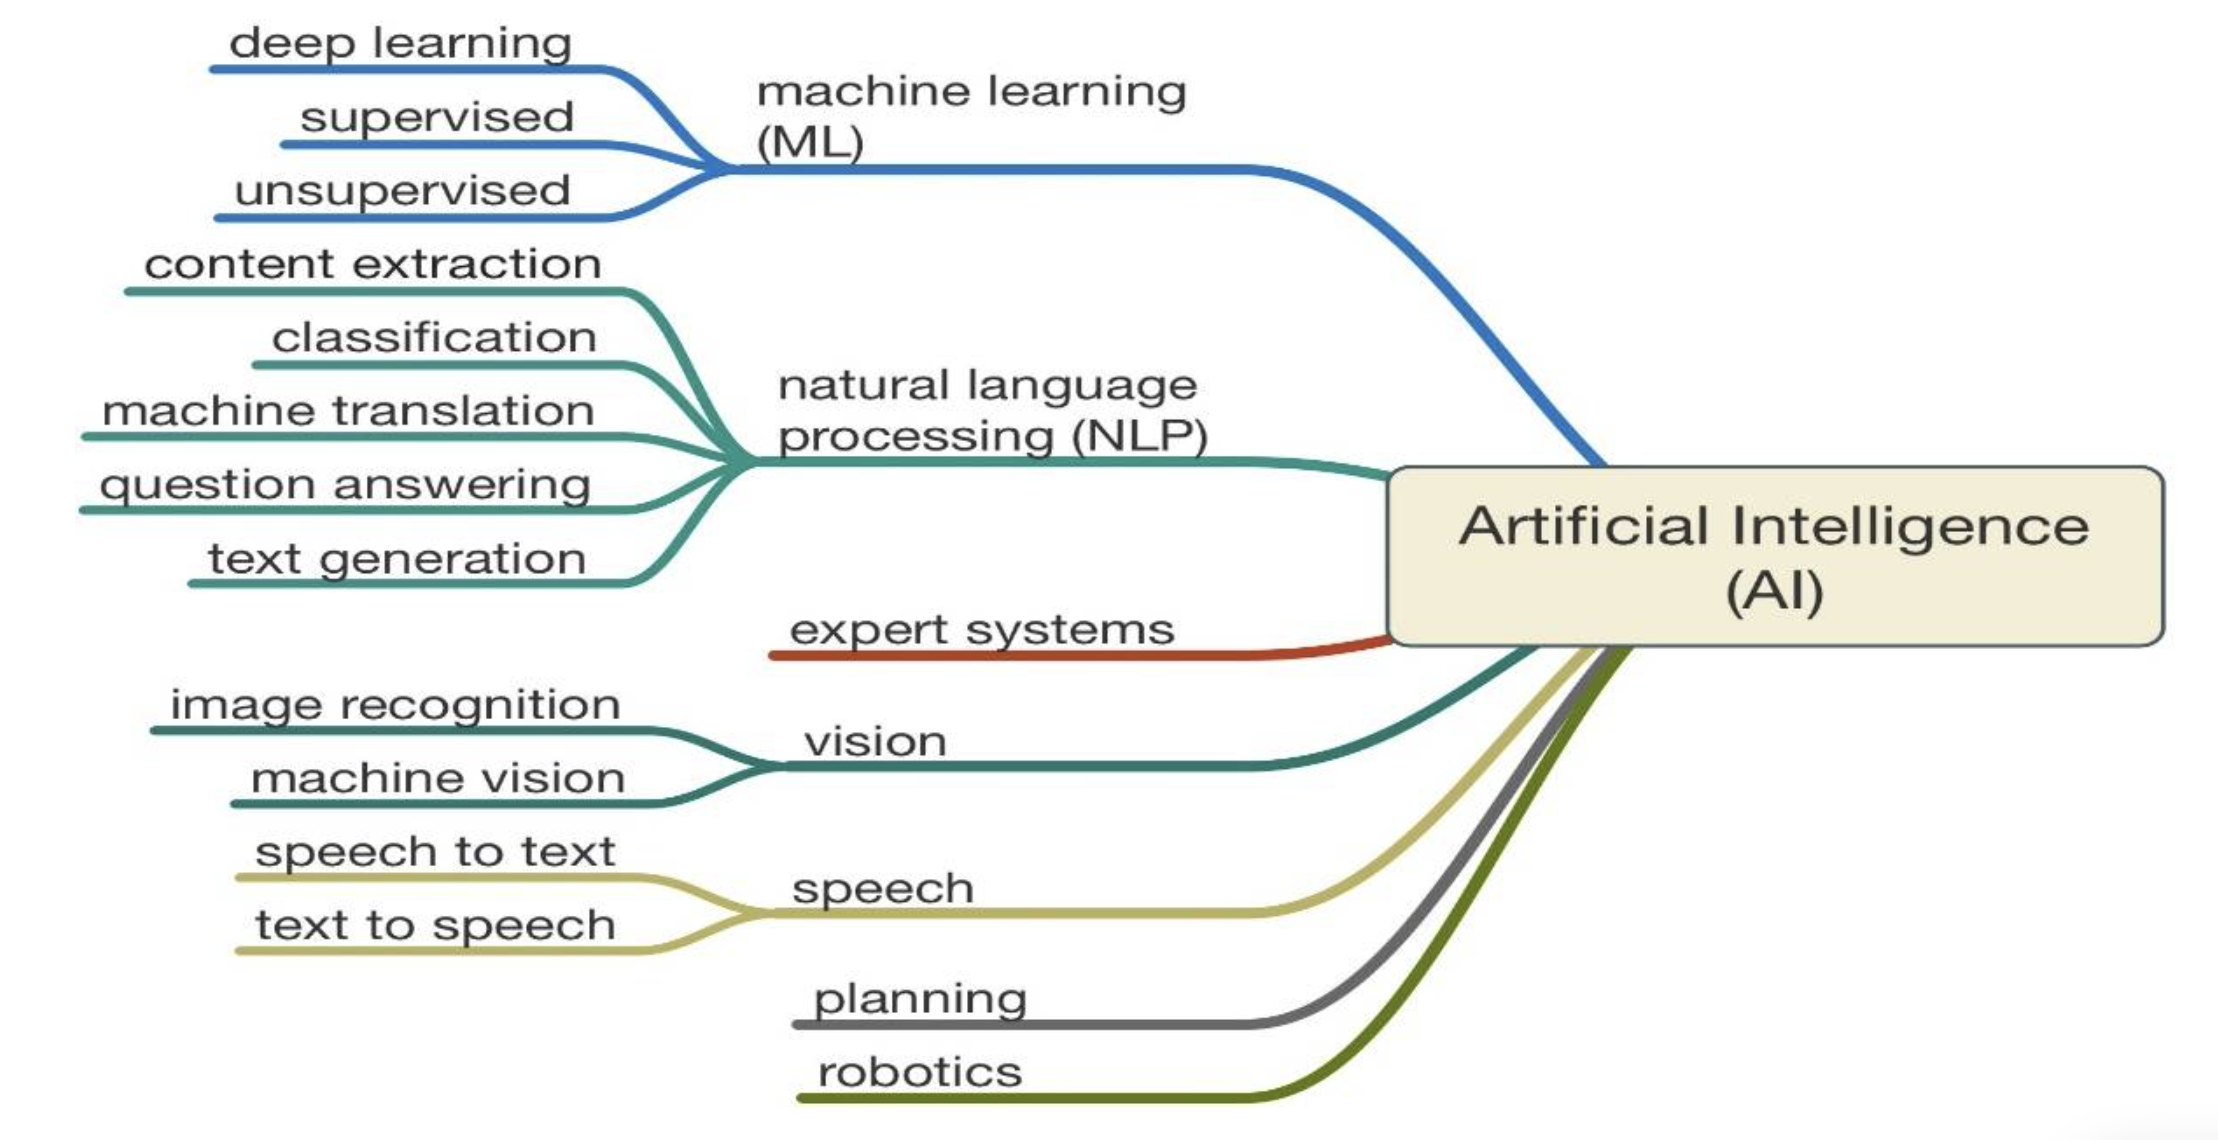 deep learning
supervised
unsupervised
machine learning
(ML)
content extraction
classification
machine translation
question answering
text generation
natural language
processing (NLP)
expert systems
image recognition
machine vision
vision
speech to text
text to speech
speech
planning
robotics
Artificial Intelligence
(AI)